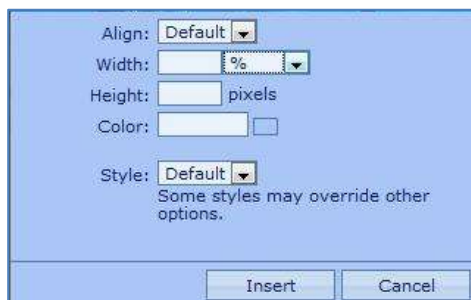 Align: Default
Width: %
Height: pixels
Color:
Style: Default
Some styles may override other
options.
Insert Cancel